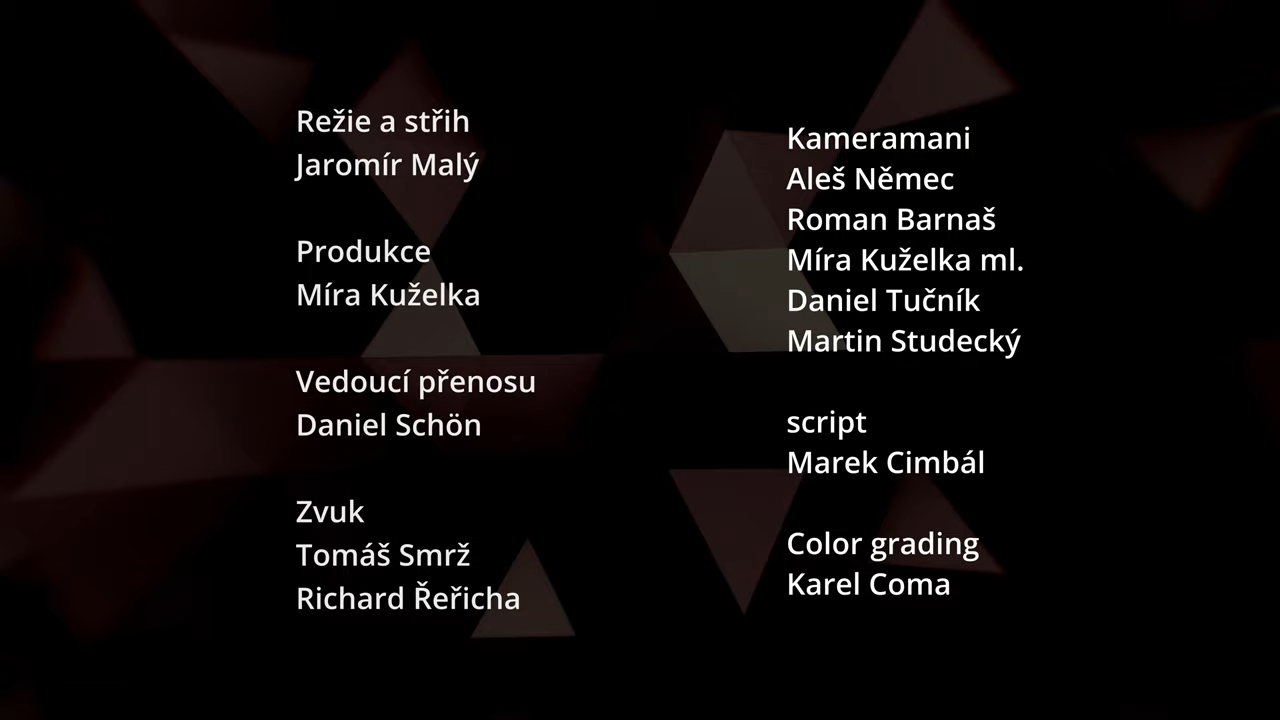 Režie a střih
Jaromír Malý
Produkce
Míra Kuželka
Vedoucí přenosu
Daniel Schön
Zvuk
Tomáš Smrž
Richard Řeřicha
Kameramani
Aleš Němec
Roman Barnaš
Míra Kuželka ml.
Daniel Tučník
Martin Studecký
script
Marek Cimbál
Color grading
Karel Coma